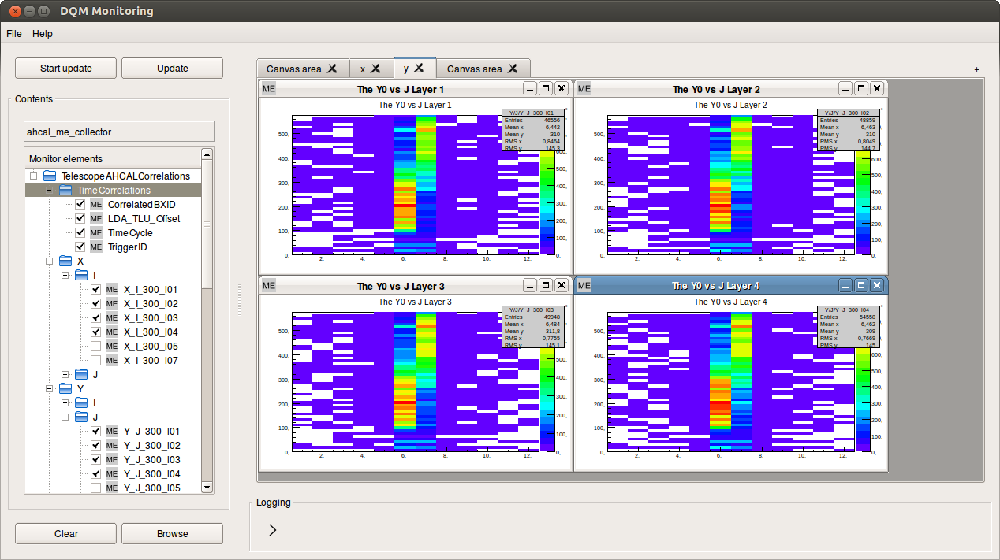 DQM Monitoring
File Help
Start update Update
Contents
ahcal_me_collector
Monitor elements
TelescopeAHCALCorrelations
TimeCorrelations
ME CorrelatedBXID
ME LDA_TLU_Offset
ME TimeCycle
ME TriggerID
X
I
ME X_I_300_I01
ME X_I_300_I02
ME X_I_300_I03
ME X_I_300_I04
ME X_I_300_I05
ME X_I_300_I07
J
Y
I
J
ME Y_J_300_I01
ME Y_J_300_I02
ME Y_J_300_I03
ME Y_J_300_I04
ME Y_J_300_I05
Clear Browse
Canvas area x y Canvas area +
ME The Y0 vs J Layer 1
The Y0 vs J Layer 1
Y/J/Y_J_300_I01
Entries 46556
Mean x 6,442
Mean y 310
RMS x 0,8464
RMS y 145,3
500,
400,
300,
200,
100,
0,
2, 4, 6, 8, 10, 12,
600,
500,
400,
300,
200,
100,
0,
ME The Y0 vs J Layer 2
The Y0 vs J Layer 2
Y/J/Y_J_300_I02
Entries 48859
Mean x 6,463
Mean y 310
RMS x 0,8049
RMS y 144,7
500,
400,
300,
200,
100,
0,
2, 4, 6, 8, 10, 12,
600,
500,
400,
300,
200,
100,
0,
ME The Y0 vs J Layer 3
The Y0 vs J Layer 3
Y/J/Y_J_300_I03
Entries 49948
Mean x 6,484
Mean y 311,8
RMS x 0,7755
RMS y 145,1
500,
400,
300,
200,
100,
0,
2, 4, 6, 8, 10, 12,
500,
400,
300,
200,
100,
0,
ME The Y0 vs J Layer 4
The Y0 vs J Layer 4
Y/J/Y_J_300_I04
Entries 54558
Mean x 6,462
Mean y 309
RMS x 0,7669
RMS y 145
500,
400,
300,
200,
100,
0,
2, 4, 6, 8, 10, 12,
600,
500,
400,
300,
200,
100,
0,
Logging
>